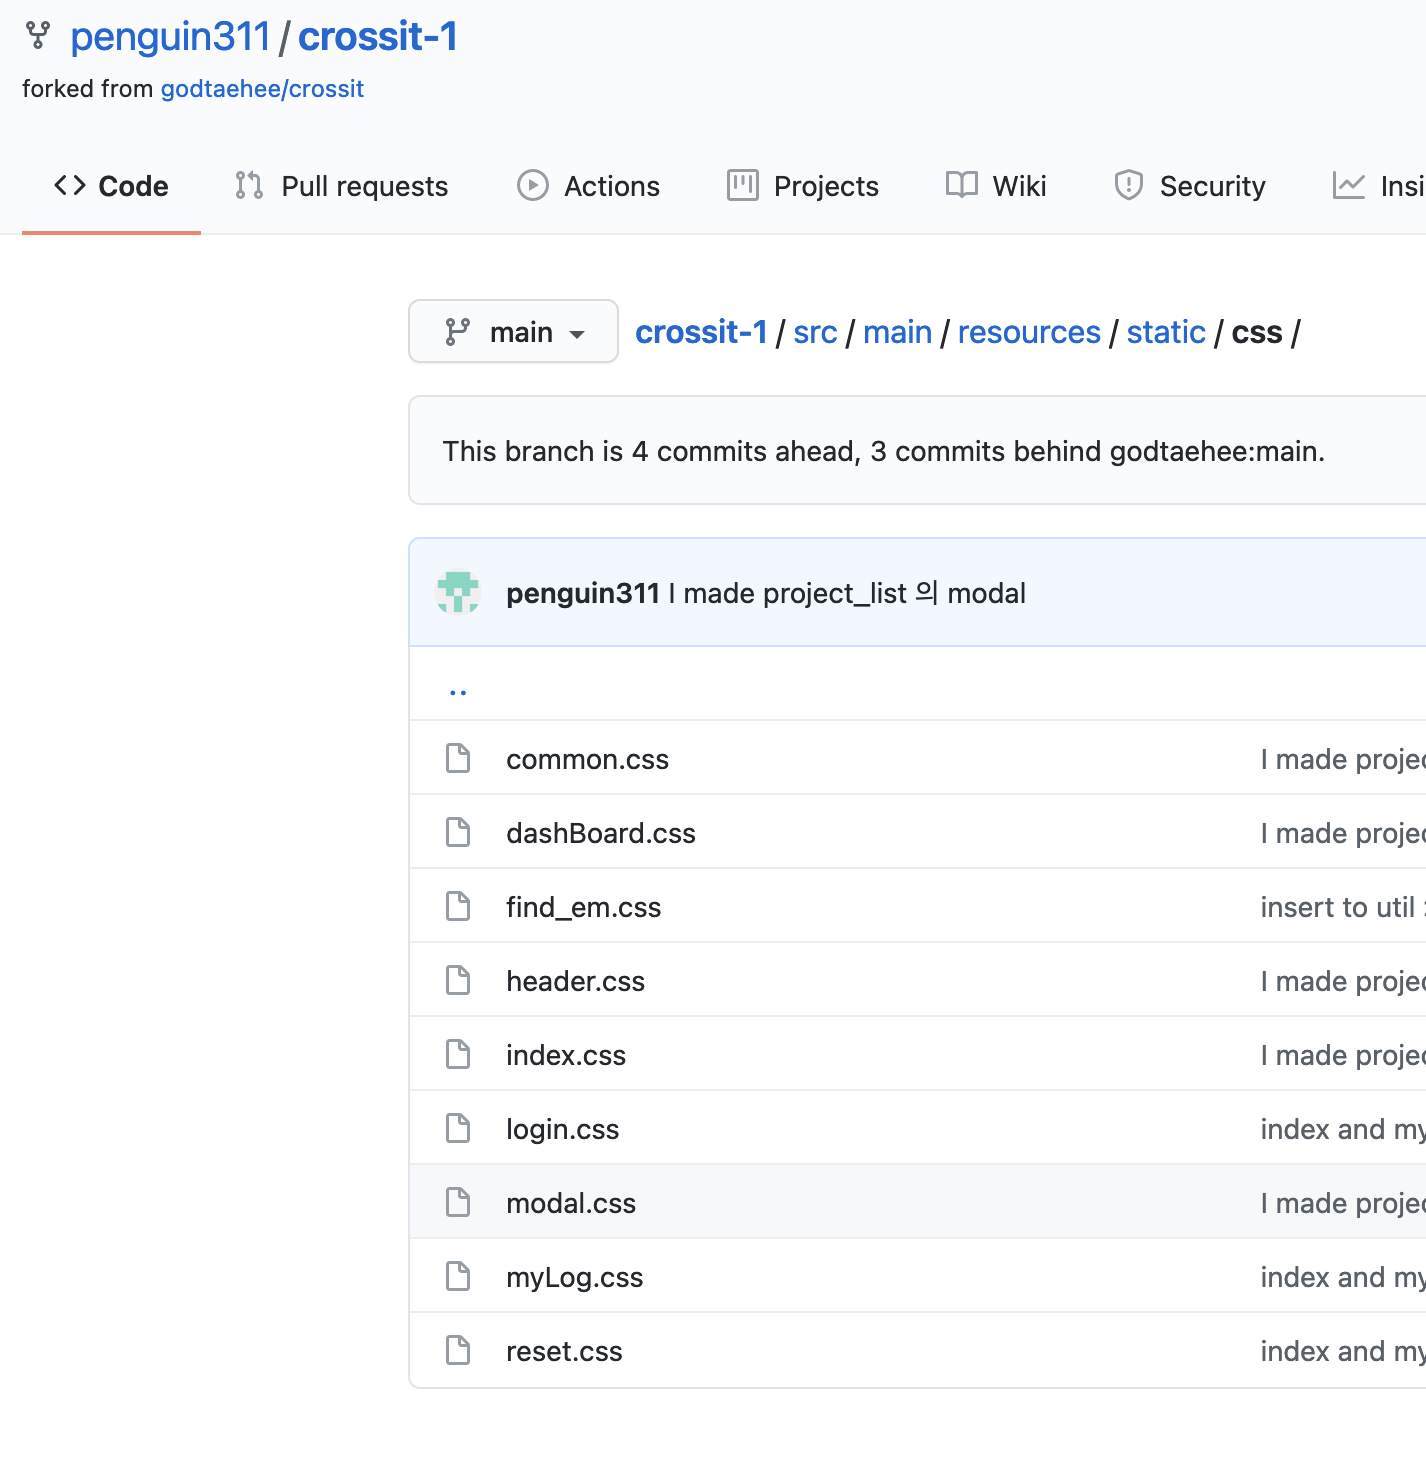 penguin311 / crossit-1
forked from godtaehee/crossit
Code Pull requests Actions Projects Wiki Security Insi
main crossit-1 / src / main / resources / static / css /
This branch is 4 commits ahead, 3 commits behind godtaehee:main.
penguin311 I made project_list 의 modal
..
common.css I made projec
dashBoard.css I made projec
find_em.css insert to util :
header.css I made projec
index.css I made projec
login.css index and my
modal.css I made projec
myLog.css index and my
reset.css index and my